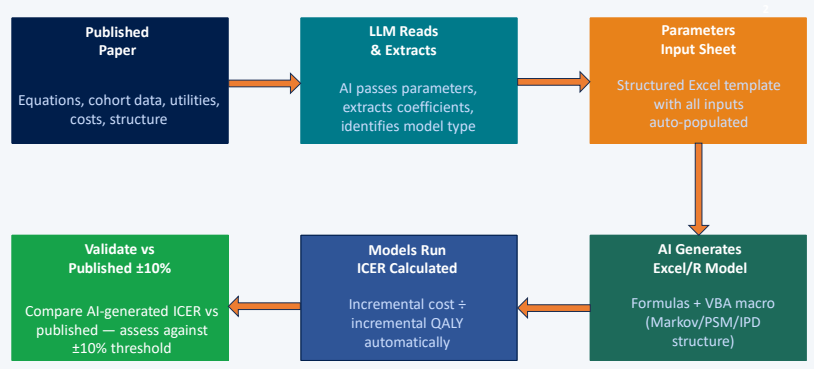 2
Published
Paper
Equations, cohort data, utilities,
costs, structure
LLM Reads
& Extracts
AI passes parameters,
extracts coefficients,
identifies model type
Parameters
Input Sheet
Structured Excel template
with all inputs
auto-populated
AI Generates
Excel/R Model
Formulas + VBA macro
(Markov/PSM/IPD
structure)
Models Run
ICER Calculated
Incremental cost ÷
incremental QALY
automatically
Validate vs
Published ±10%
Compare AI-generated ICER vs
published — assess against
±10% threshold